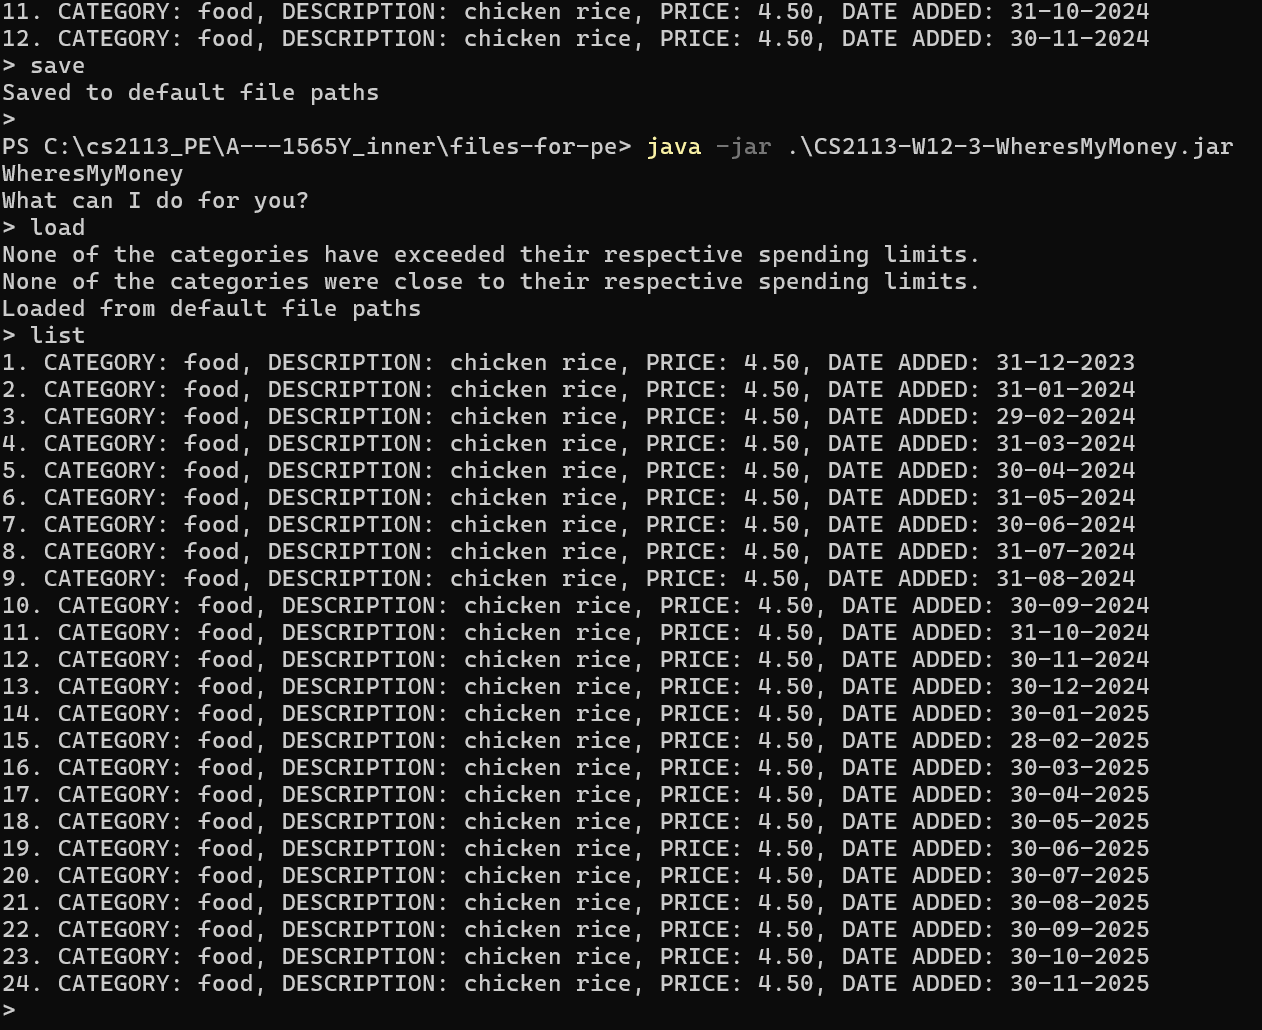 11. CATEGORY: food, DESCRIPTION: chicken rice, PRICE: 4.50, DATE ADDED: 31-10-2024
12. CATEGORY: food, DESCRIPTION: chicken rice, PRICE: 4.50, DATE ADDED: 30-11-2024
> save
Saved to default file paths
>
PS C:\cs2113_PE\A---1565Y_inner\files-for-pe> java -jar .\CS2113-W12-3-WheresMyMoney.jar
WheresMyMoney
What can I do for you?
> load
None of the categories have exceeded their respective spending limits.
None of the categories were close to their respective spending limits.
Loaded from default file paths
> list
1. CATEGORY: food, DESCRIPTION: chicken rice, PRICE: 4.50, DATE ADDED: 31-12-2023
2. CATEGORY: food, DESCRIPTION: chicken rice, PRICE: 4.50, DATE ADDED: 31-01-2024
3. CATEGORY: food, DESCRIPTION: chicken rice, PRICE: 4.50, DATE ADDED: 29-02-2024
4. CATEGORY: food, DESCRIPTION: chicken rice, PRICE: 4.50, DATE ADDED: 31-03-2024
5. CATEGORY: food, DESCRIPTION: chicken rice, PRICE: 4.50, DATE ADDED: 30-04-2024
6. CATEGORY: food, DESCRIPTION: chicken rice, PRICE: 4.50, DATE ADDED: 31-05-2024
7. CATEGORY: food, DESCRIPTION: chicken rice, PRICE: 4.50, DATE ADDED: 30-06-2024
8. CATEGORY: food, DESCRIPTION: chicken rice, PRICE: 4.50, DATE ADDED: 31-07-2024
9. CATEGORY: food, DESCRIPTION: chicken rice, PRICE: 4.50, DATE ADDED: 31-08-2024
10. CATEGORY: food, DESCRIPTION: chicken rice, PRICE: 4.50, DATE ADDED: 30-09-2024
11. CATEGORY: food, DESCRIPTION: chicken rice, PRICE: 4.50, DATE ADDED: 31-10-2024
12. CATEGORY: food, DESCRIPTION: chicken rice, PRICE: 4.50, DATE ADDED: 30-11-2024
13. CATEGORY: food, DESCRIPTION: chicken rice, PRICE: 4.50, DATE ADDED: 30-12-2024
14. CATEGORY: food, DESCRIPTION: chicken rice, PRICE: 4.50, DATE ADDED: 30-01-2025
15. CATEGORY: food, DESCRIPTION: chicken rice, PRICE: 4.50, DATE ADDED: 28-02-2025
16. CATEGORY: food, DESCRIPTION: chicken rice, PRICE: 4.50, DATE ADDED: 30-03-2025
17. CATEGORY: food, DESCRIPTION: chicken rice, PRICE: 4.50, DATE ADDED: 30-04-2025
18. CATEGORY: food, DESCRIPTION: chicken rice, PRICE: 4.50, DATE ADDED: 30-05-2025
19. CATEGORY: food, DESCRIPTION: chicken rice, PRICE: 4.50, DATE ADDED: 30-06-2025
20. CATEGORY: food, DESCRIPTION: chicken rice, PRICE: 4.50, DATE ADDED: 30-07-2025
21. CATEGORY: food, DESCRIPTION: chicken rice, PRICE: 4.50, DATE ADDED: 30-08-2025
22. CATEGORY: food, DESCRIPTION: chicken rice, PRICE: 4.50, DATE ADDED: 30-09-2025
23. CATEGORY: food, DESCRIPTION: chicken rice, PRICE: 4.50, DATE ADDED: 30-10-2025
24. CATEGORY: food, DESCRIPTION: chicken rice, PRICE: 4.50, DATE ADDED: 30-11-2025
>